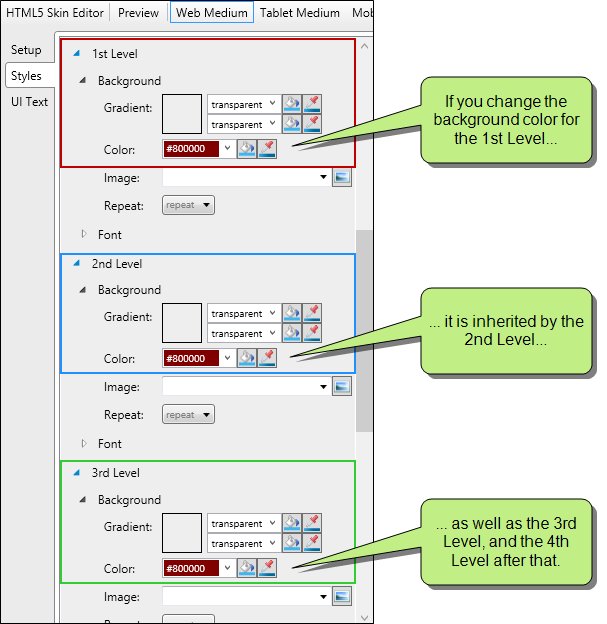 HTML5 Skin Editor Preview Web Medium Tablet Medium Mob
Setup
Styles
UI Text
1st Level
Background
Gradient: transparent
transparent
Color: #800000
Image:
Repeat: repeat
Font
2nd Level
Background
Gradient: transparent
transparent
Color: #800000
Image:
Repeat: repeat
Font
3rd Level
Background
Gradient: transparent
transparent
Color: #800000
Image:
If you change the
background color for
the 1st Level...
... it is inherited by the
2nd Level...
... as well as the 3rd
Level, and the 4th
Level after that.